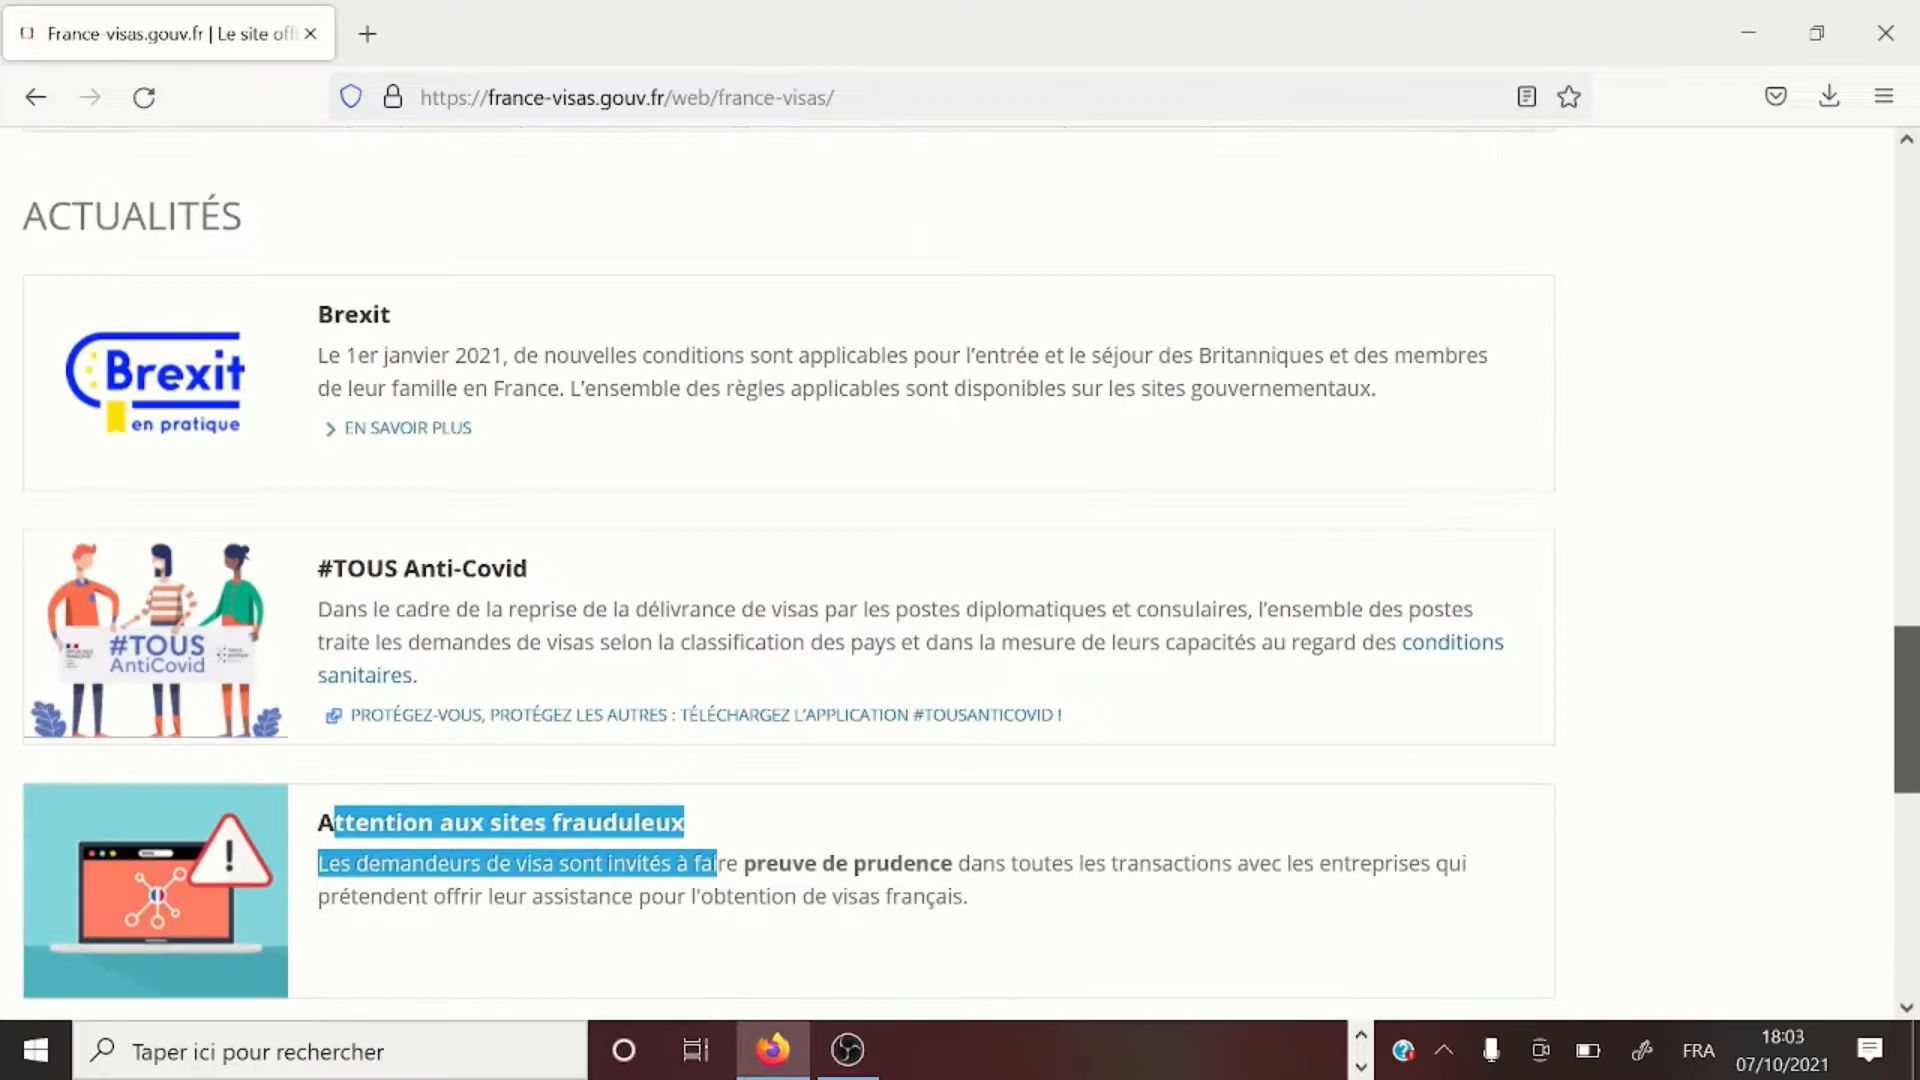 France-visas.gouv.fr | Le site offi
https://france-visas.gouv.fr/web/france-visas/
ACTUALITÉS
Brexit
en pratique
Brexit
Le 1er janvier 2021, de nouvelles conditions sont applicables pour l'entrée et le séjour des Britanniques et des membres
de leur famille en France. L'ensemble des règles applicables sont disponibles sur les sites gouvernementaux.
EN SAVOIR PLUS
#TOUS
AntiCovid
#TOUS Anti-Covid
Dans le cadre de la reprise de la délivrance de visas par les postes diplomatiques et consulaires, l'ensemble des postes
traite les demandes de visas selon la classification des pays et dans la mesure de leurs capacités au regard des conditions
sanitaires.
PROTÉGEZ-VOUS, PROTÉGEZ LES AUTRES : TÉLÉCHARGEZ L'APPLICATION #TOUSANTICOVID !
Attention aux sites frauduleux
Les demandeurs de visa sont invités à faire preuve de prudence dans toutes les transactions avec les entreprises qui
prétendent offrir leur assistance pour l'obtention de visas français.
Taper ici pour rechercher
FRA
18:03
07/10/2021